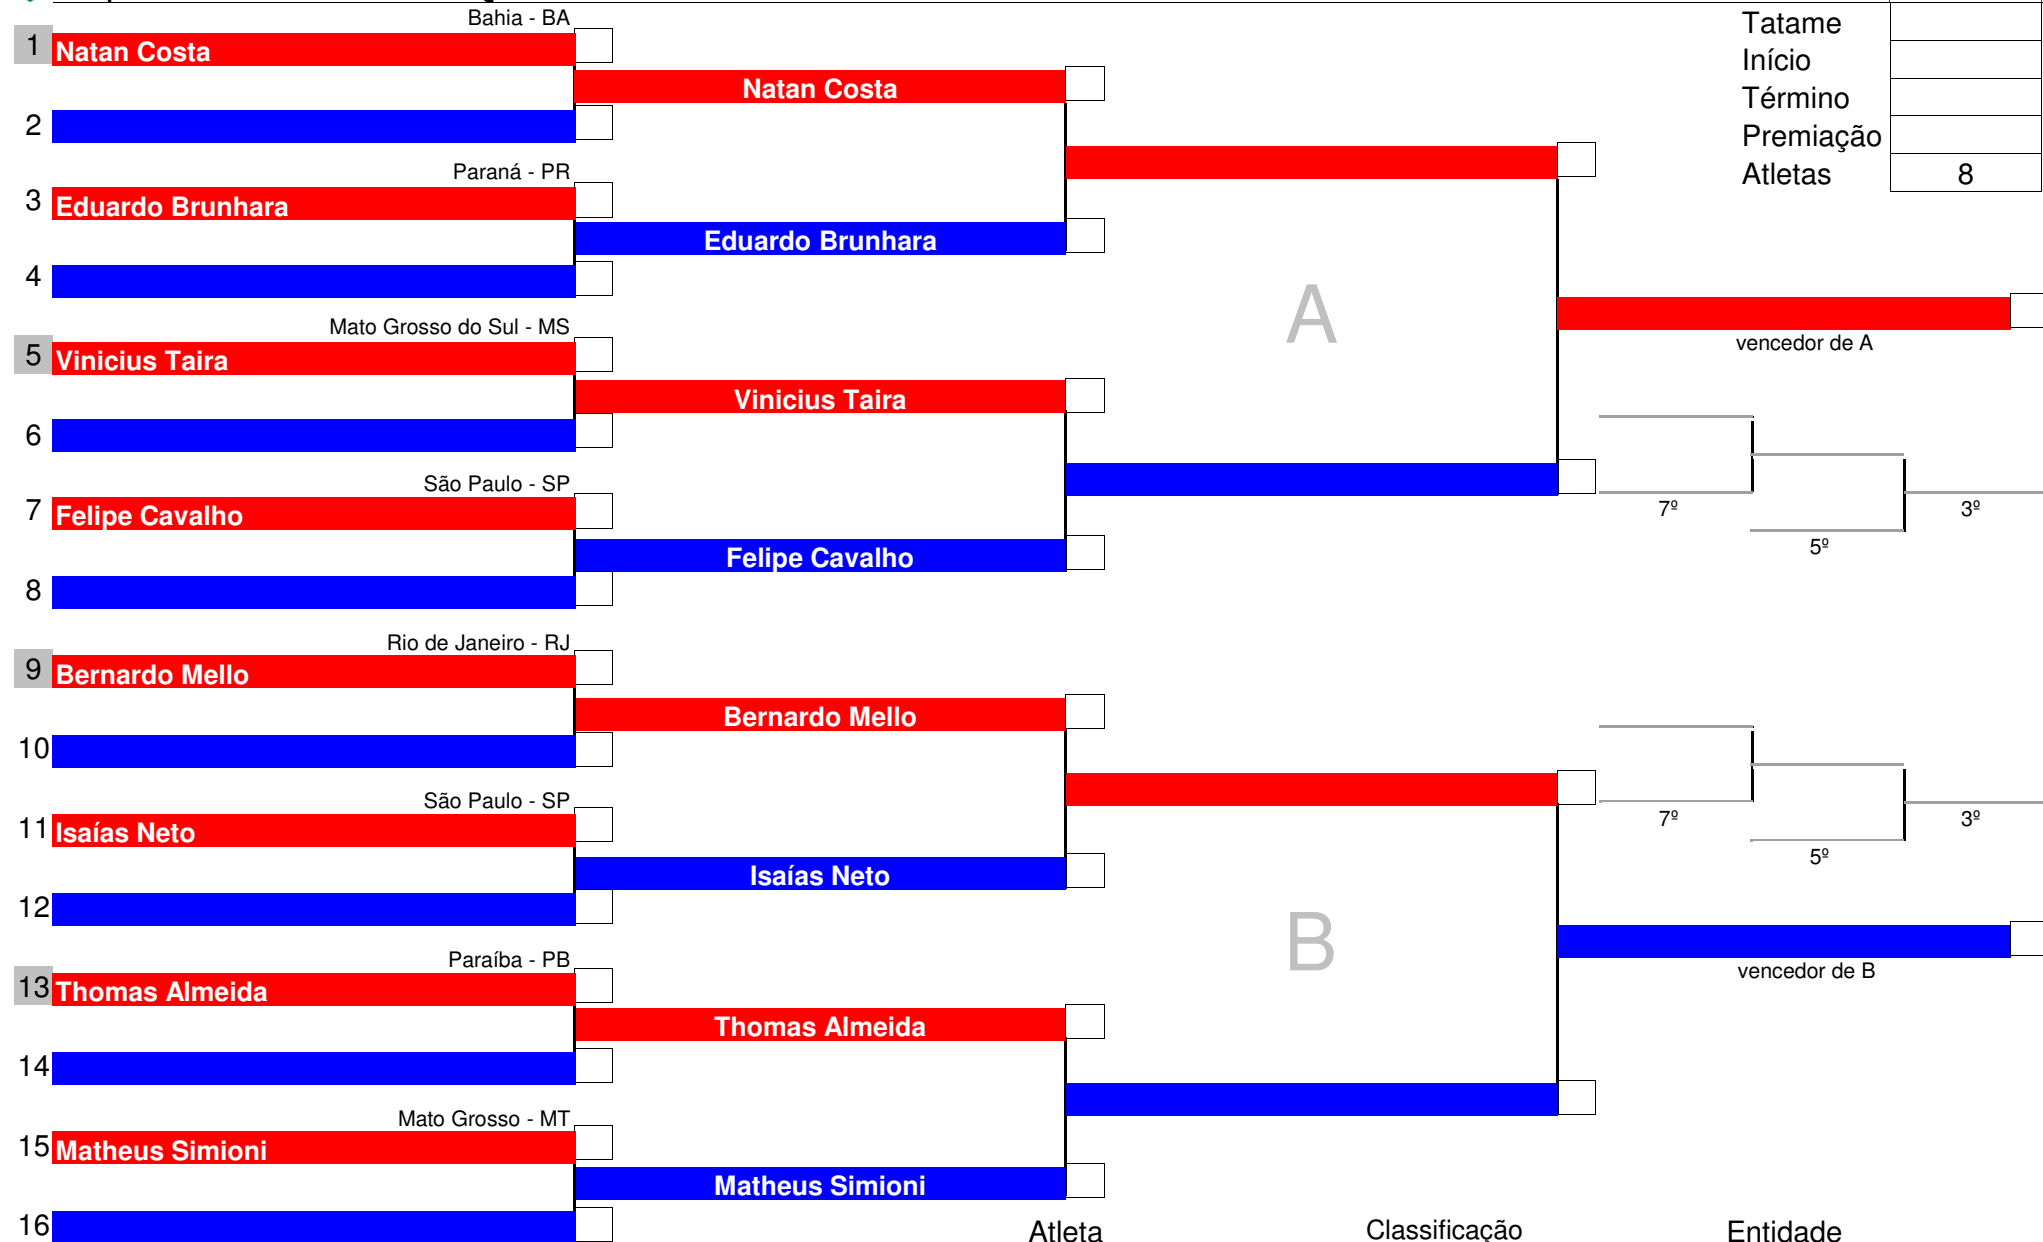 Bahia - BA
1 Natan Costa
Natan Costa
2
Paraná - PR
3 Eduardo Brunhara
Eduardo Brunhara
4
Mato Grosso do Sul - MS
5 Vinicius Taira
Vinicius Taira
6
São Paulo - SP
7 Felipe Cavalho
Felipe Cavalho
8
Rio de Janeiro - RJ
9 Bernardo Mello
Bernardo Mello
10
São Paulo - SP
11 Isaías Neto
Isaías Neto
12
Paraíba - PB
13 Thomas Almeida
Thomas Almeida
14
Mato Grosso - MT
15 Matheus Simioni
Matheus Simioni
16
A
B
Tatame
Início
Término
Premiação
Atletas 8
vencedor de A
7º
3º
5º
7º
3º
5º
vencedor de B
Atleta Classificação Entidade